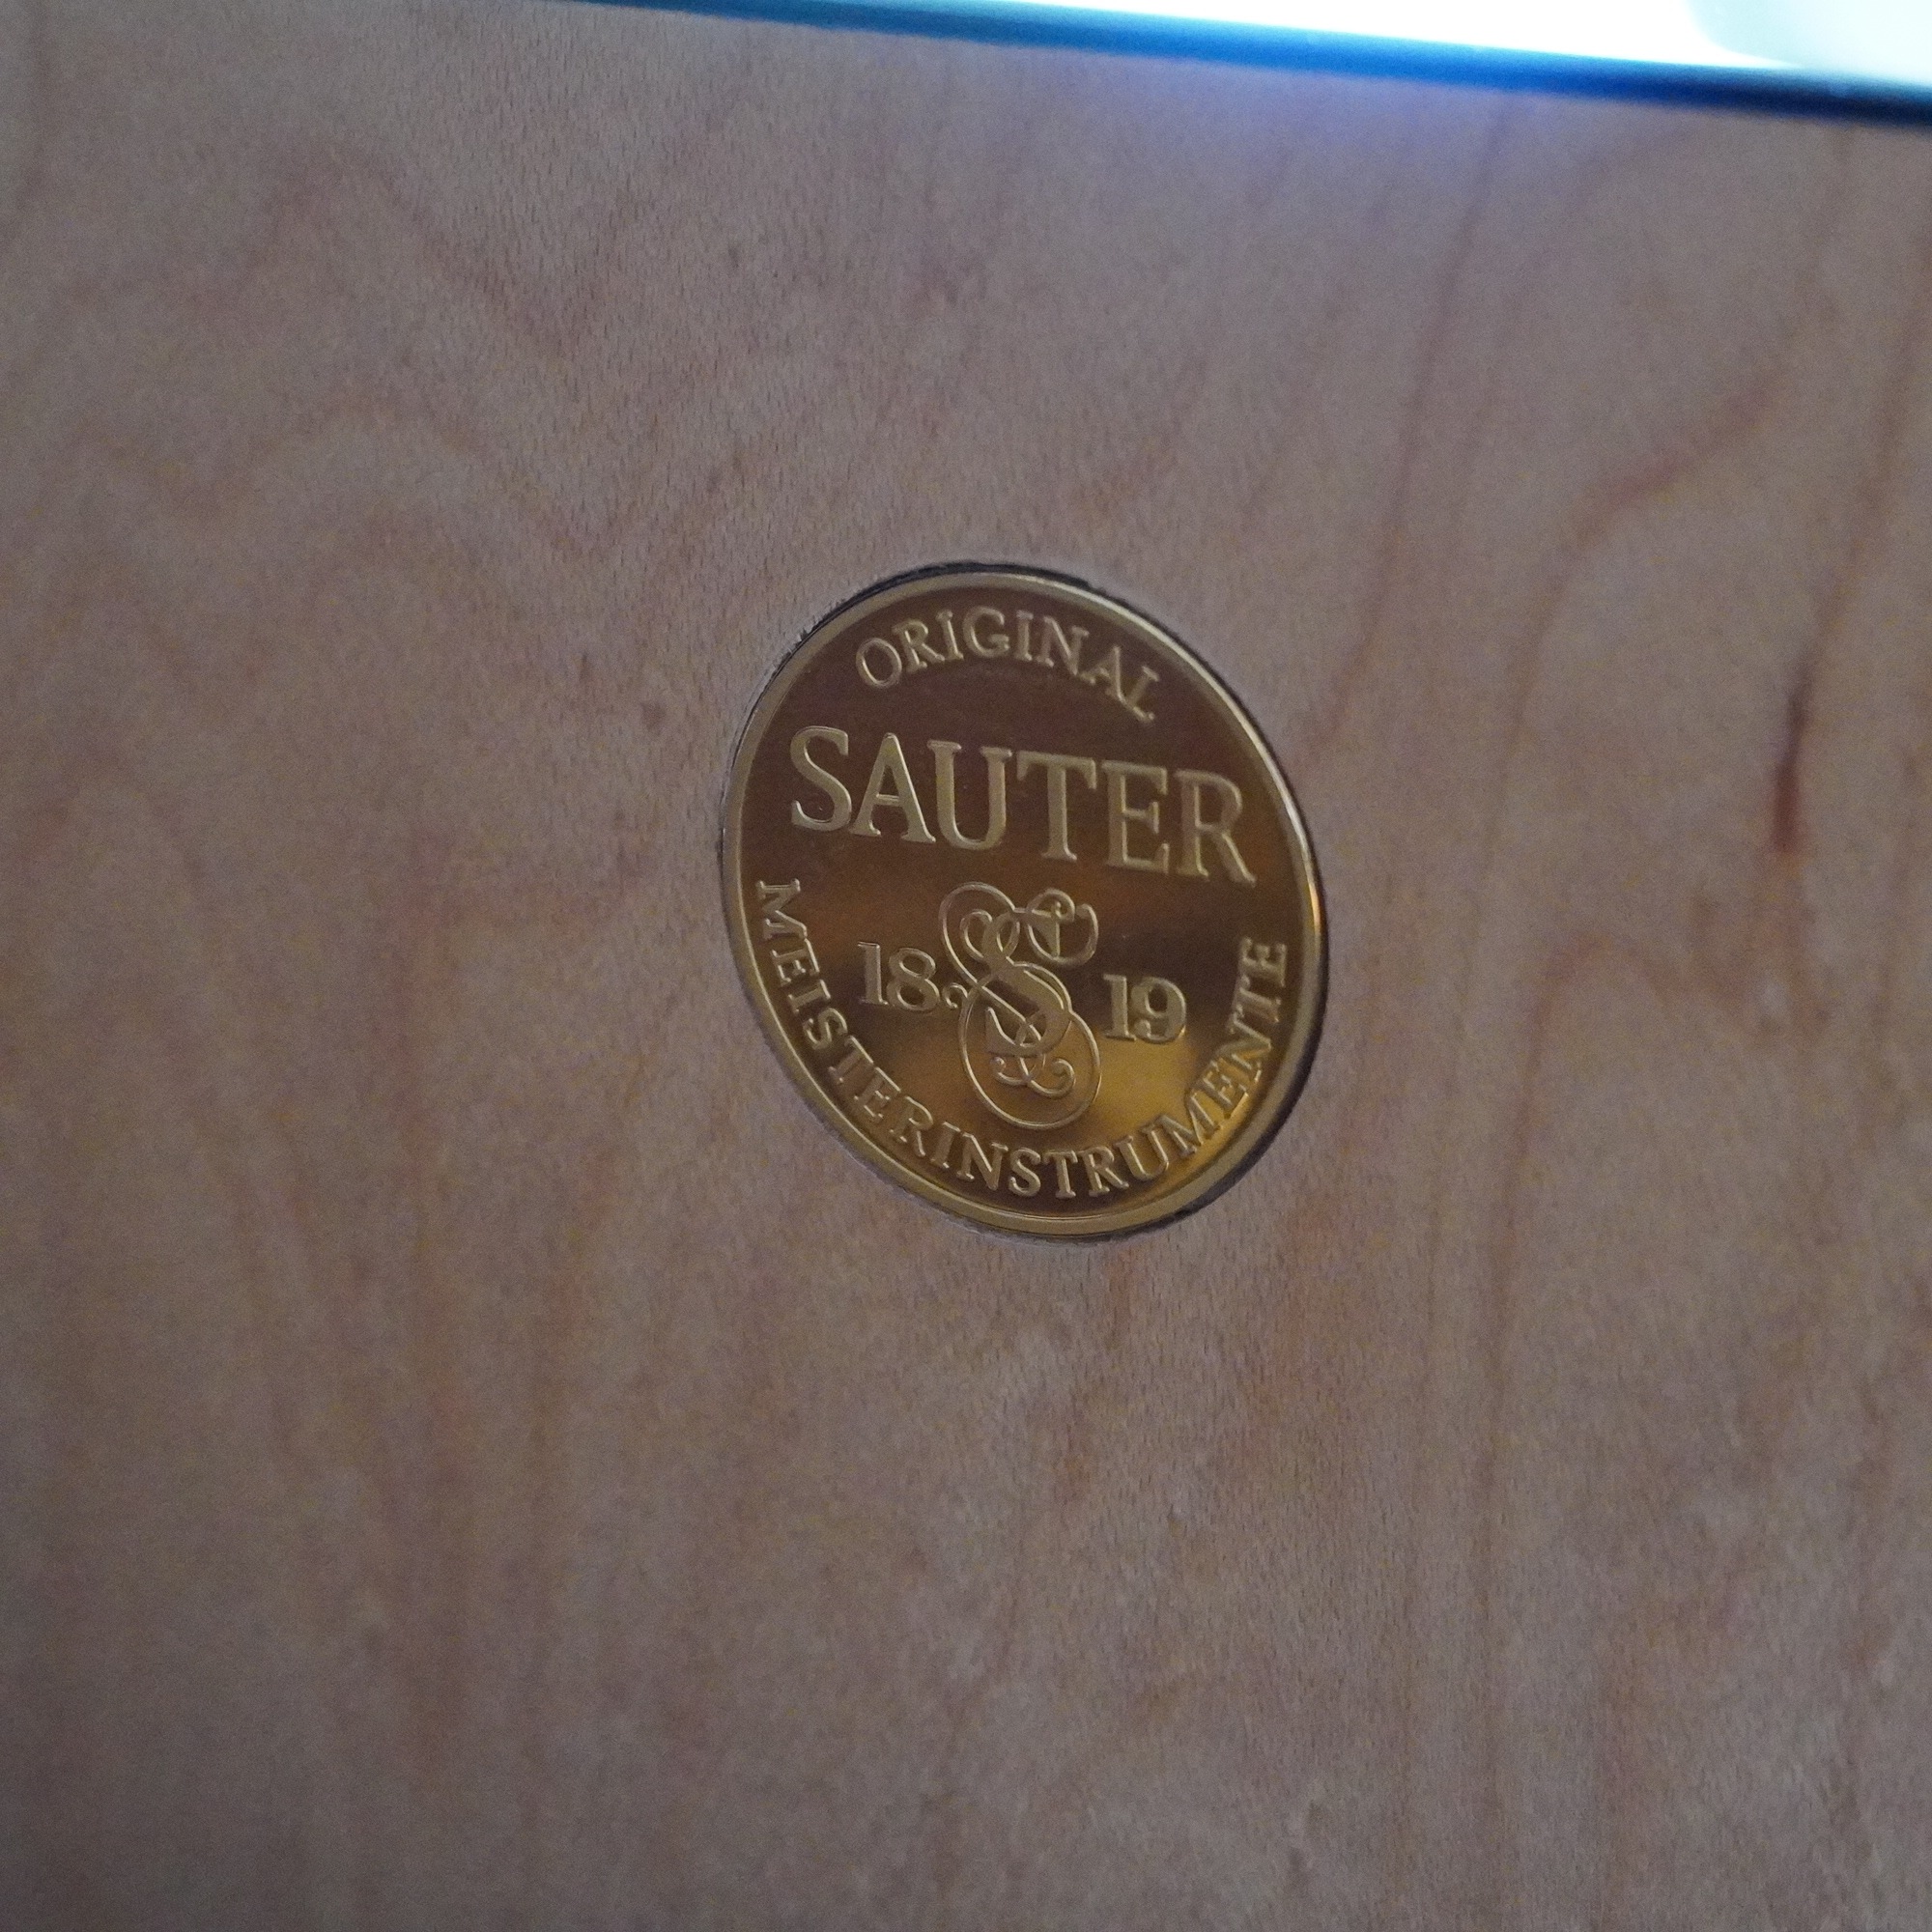 ORIGINAL
SAUTER
18 19
MEISTERINSTRUMENTE